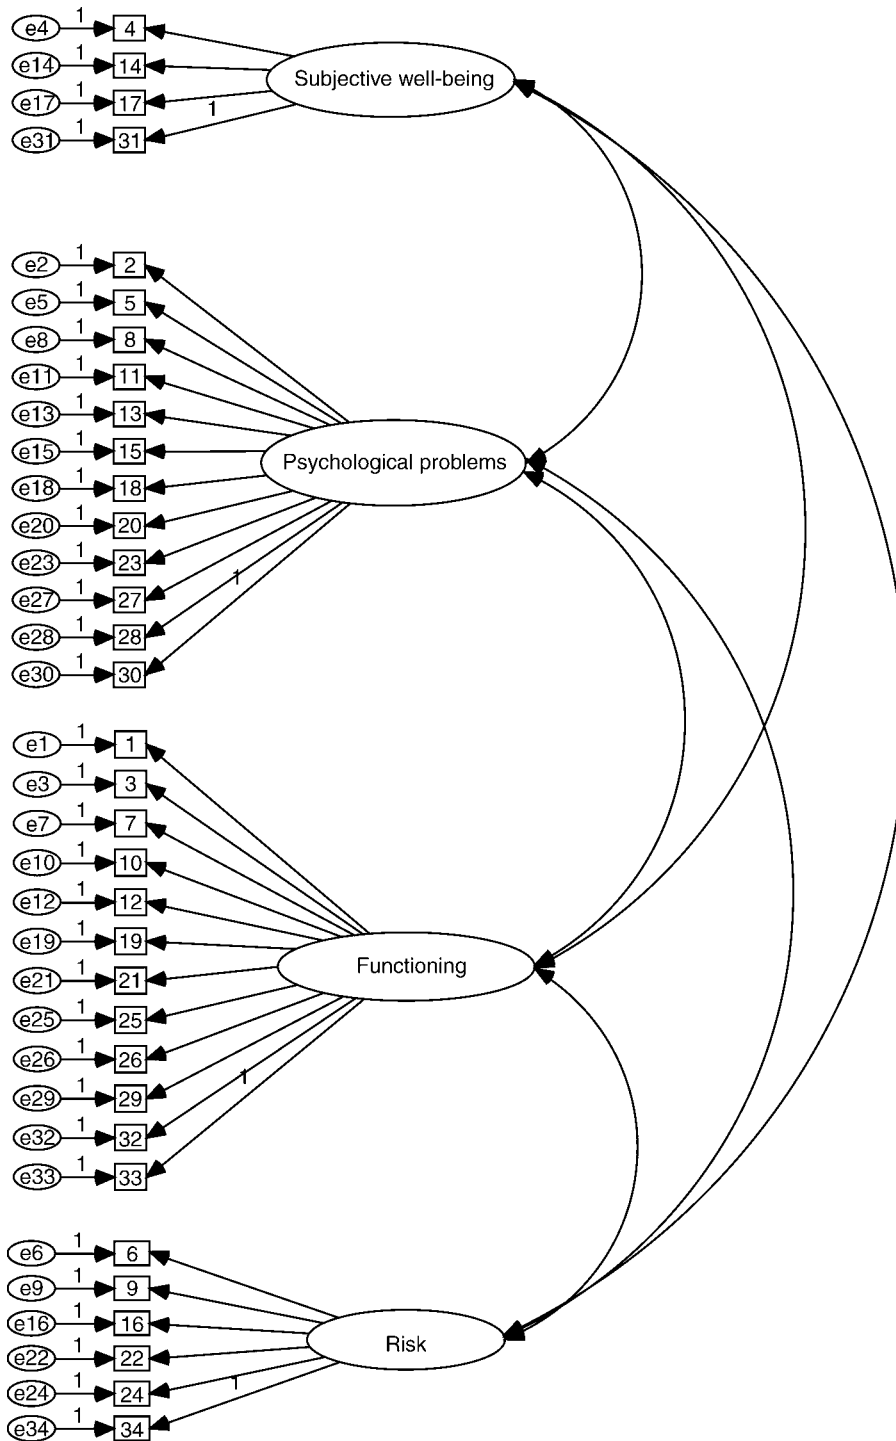 e4 1 4
e14 1 14
Subjective well-being
e17 1 17
1
e31 1 31
e2 1 2
e5 1 5
e8 1 8
e11 1 11
e13 1 13
e15 1 15
Psychological problems
e18 1 18
e20 1 20
e23 1 23
1
e27 1 27
e28 1 28
e30 1 30
e1 1 1
e3 1 3
e7 1 7
e10 1 10
e12 1 12
e19 1 19
Functioning
e21 1 21
e25 1 25
e26 1 26
1
e29 1 29
e32 1 32
e33 1 33
e6 1 6
e9 1 9
e16 1 16
Risk
e22 1 22
1
e24 1 24
e34 1 34